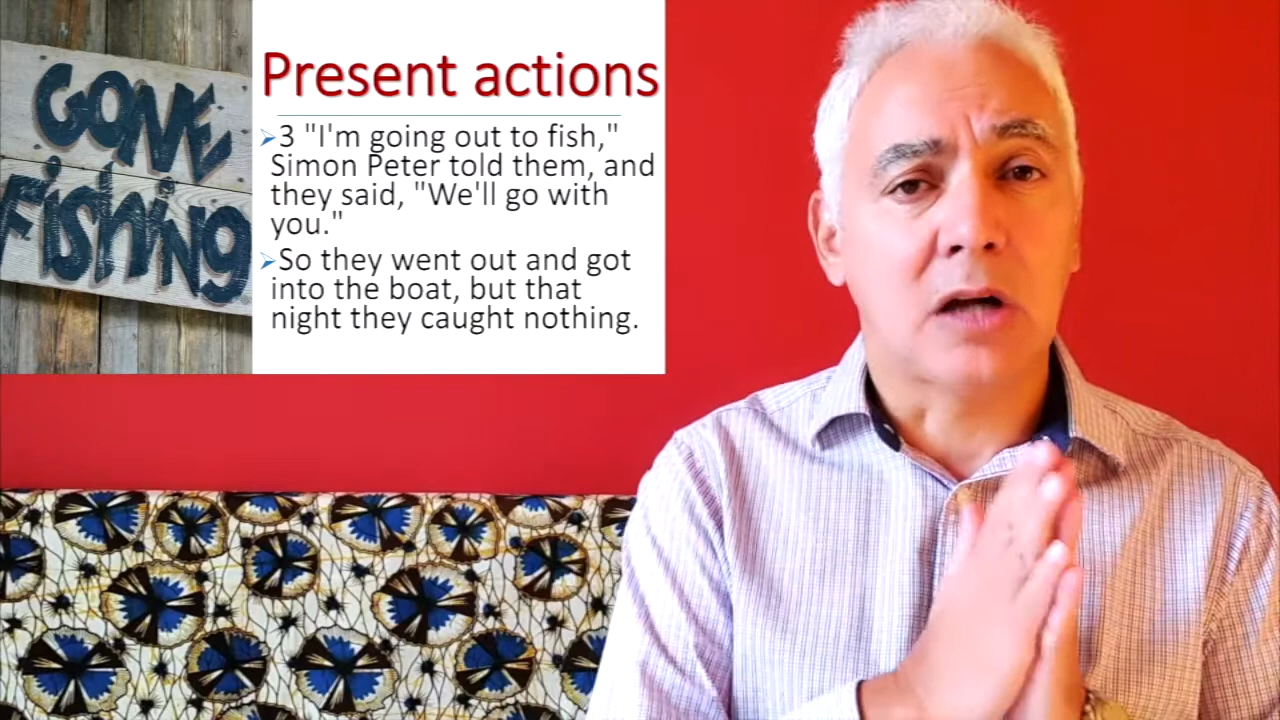 GONE
FiSHiNG
Present actions
➢3 "I'm going out to fish,"
Simon Peter told them, and
they said, "We'll go with
you."
➢So they went out and got
into the boat, but that
night they caught nothing.